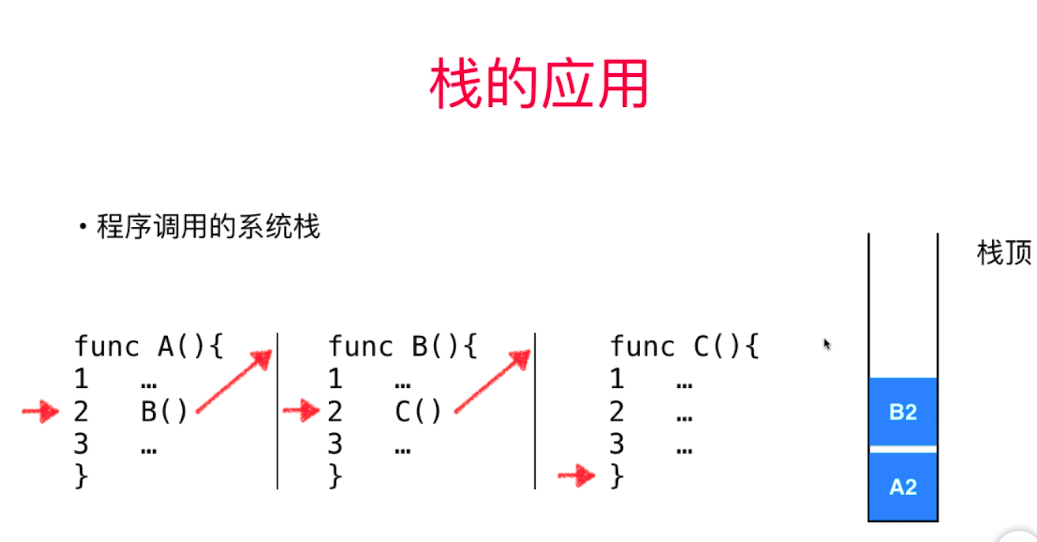 栈的应用
• 程序调用的系统栈
栈顶
func A(){
1 …
2 B()
3 …
}
func B(){
1 …
2 C()
3 …
}
func C(){
1 …
2 …
3 …
}
B2
A2